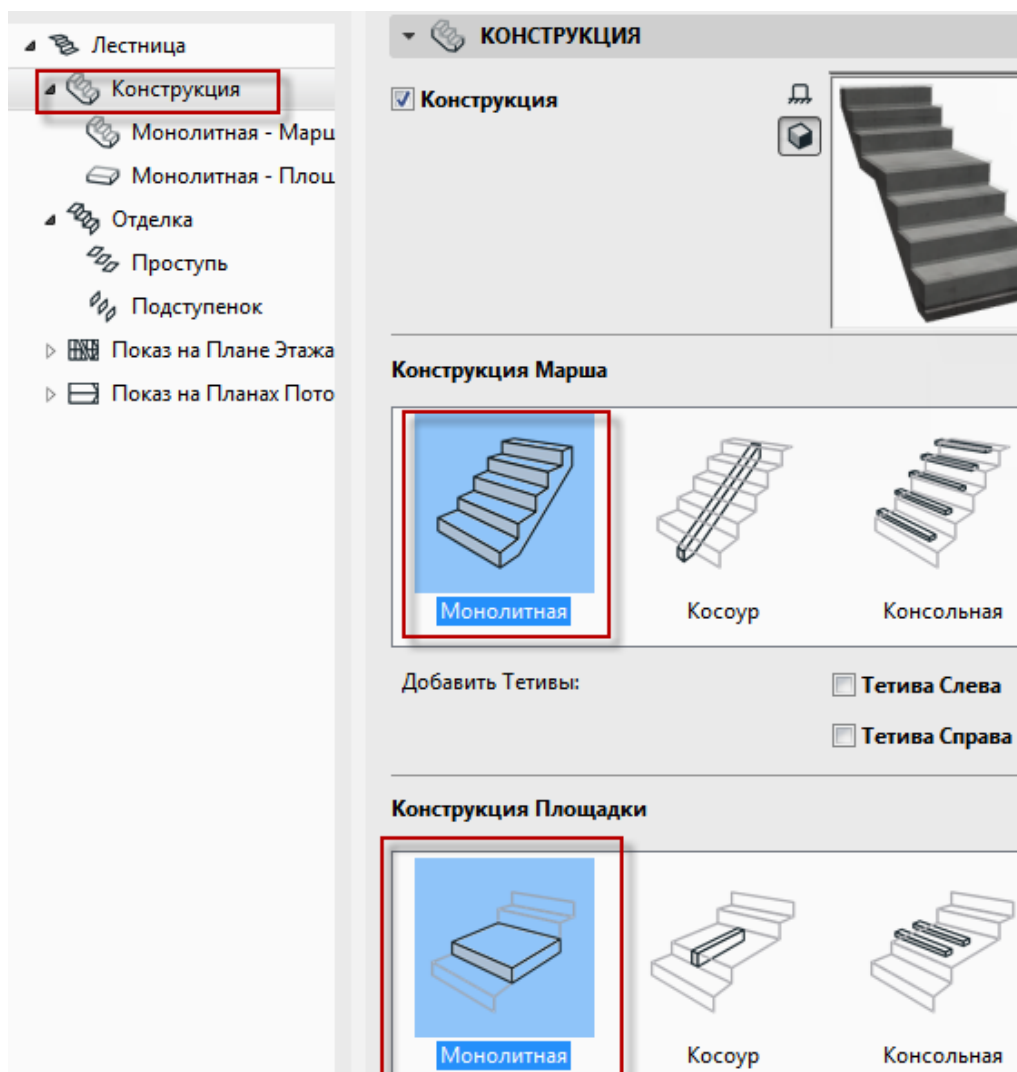 Лестница
Конструкция
Монолитная - Марш
Монолитная - Площ
Отделка
Проступь
Подступенок
Показ на Плане Этажа
Показ на Планах Пото
КОНСТРУКЦИЯ
Конструкция
Конструкция Марша
Монолитная
Косоур
Консольная
Добавить Тетивы:
Тетива Слева
Тетива Справа
Конструкция Площадки
Монолитная
Косоур
Консольная